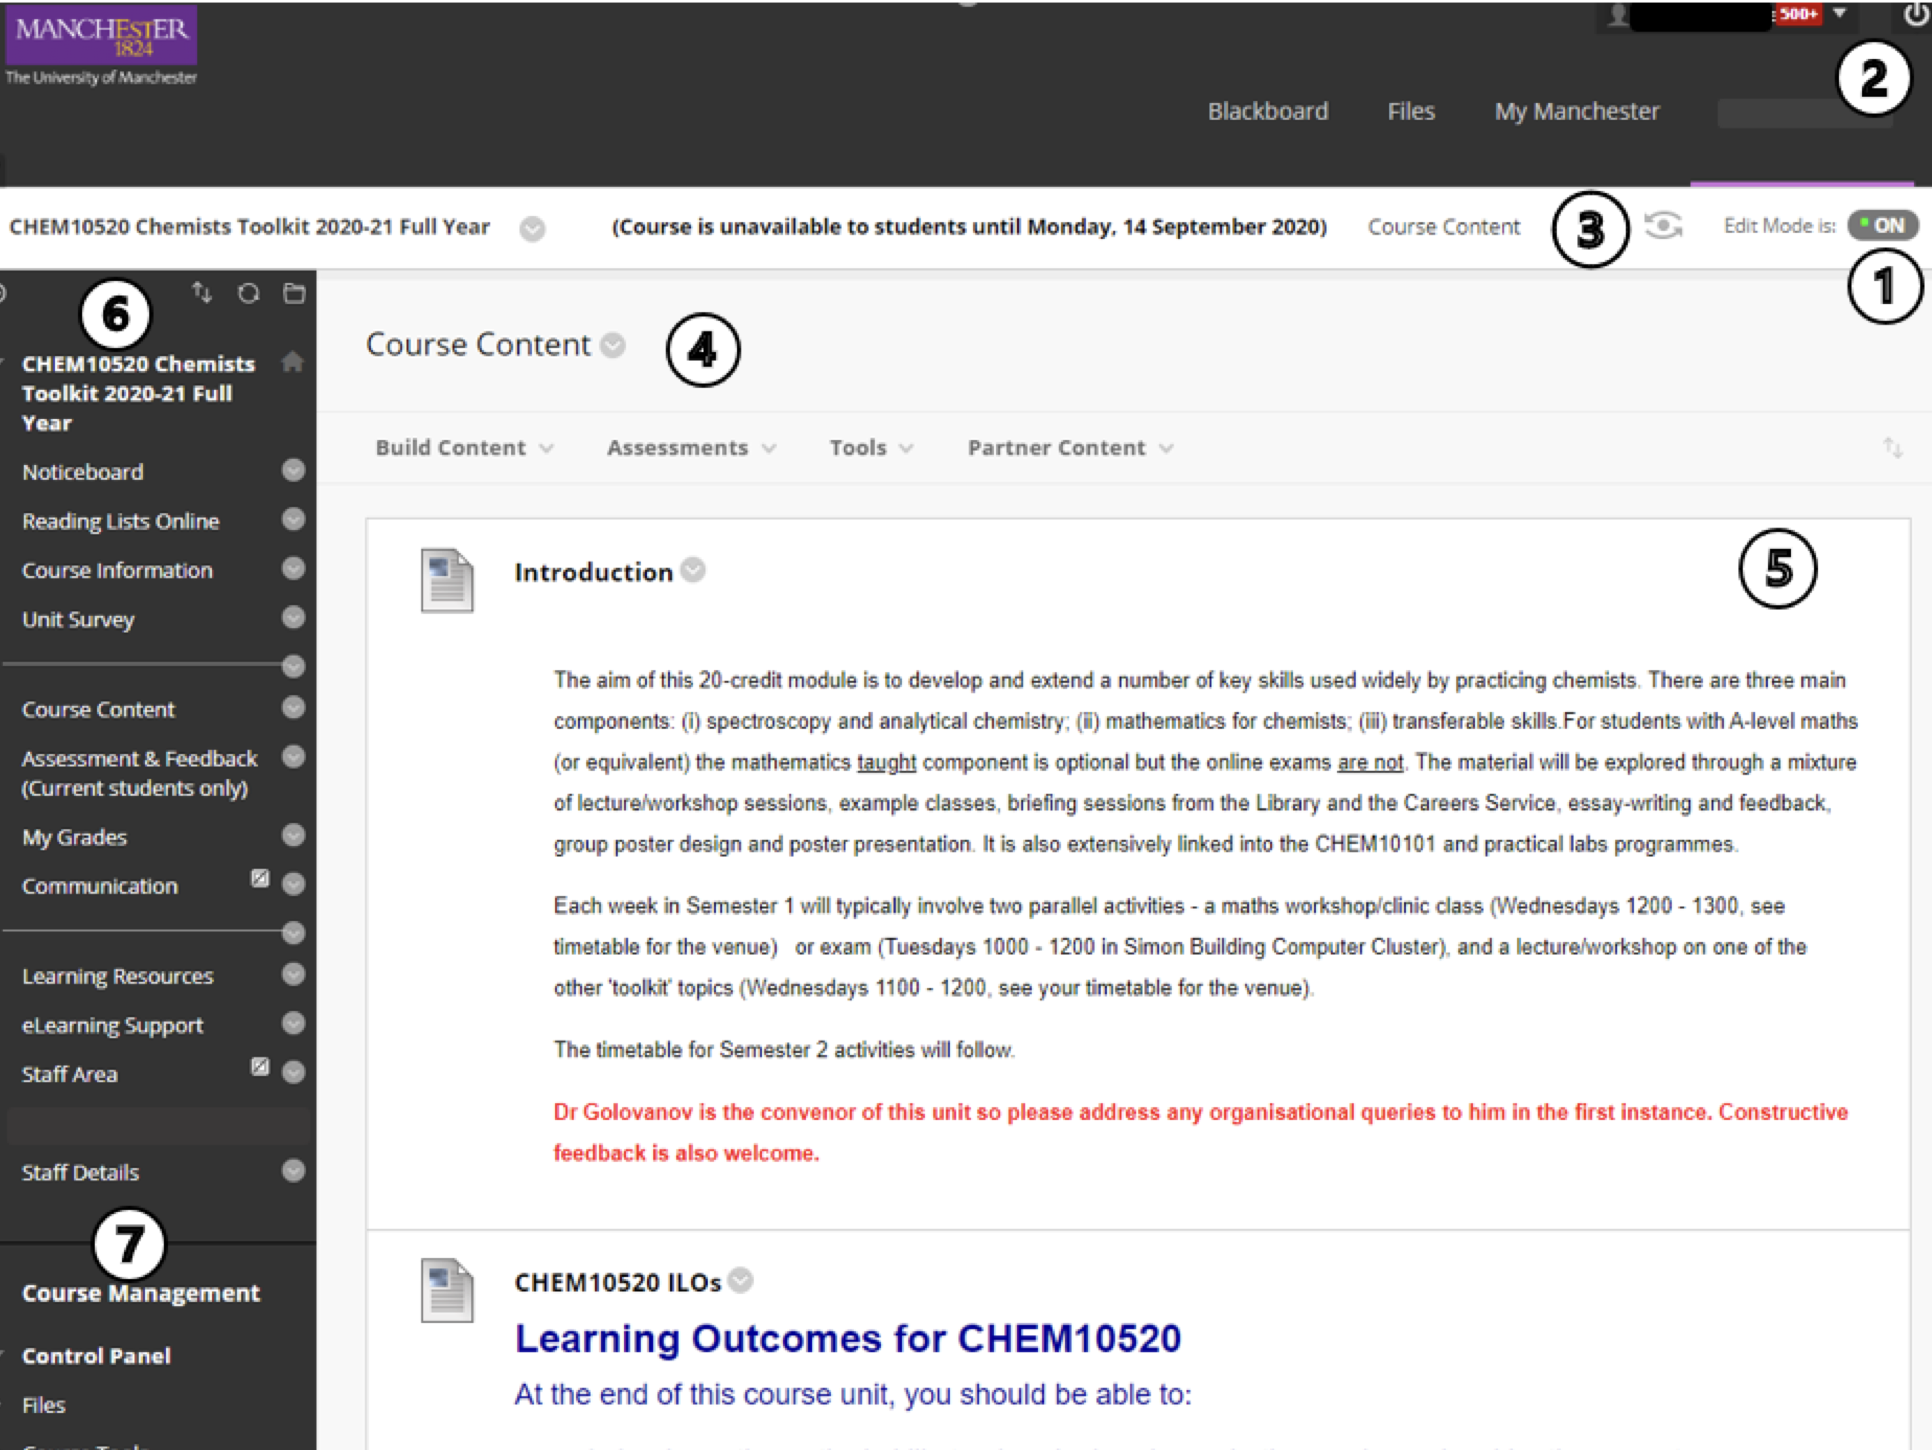 MANCHESTER
1824
The University of Manchester
500+
2
Blackboard Files My Manchester
CHEM10520 Chemists Toolkit 2020-21 Full Year (Course is unavailable to students until Monday, 14 September 2020) Course Content 3 Edit Mode is: ON
1
6
CHEM10520 Chemists
Toolkit 2020-21 Full
Year
Noticeboard
Reading Lists Online
Course Information
Unit Survey
Course Content
Assessment & Feedback
(Current students only)
My Grades
Communication
Learning Resources
eLearning Support
Staff Area
Staff Details
7
Course Management
Control Panel
Files
Course Content 4
Build Content Assessments Tools Partner Content
Introduction 5
The aim of this 20-credit module is to develop and extend a number of key skills used widely by practicing chemists. There are three main
components: (i) spectroscopy and analytical chemistry; (ii) mathematics for chemists; (iii) transferable skills.For students with A-level maths
(or equivalent) the mathematics taught component is optional but the online exams are not. The material will be explored through a mixture
of lecture/workshop sessions, example classes, briefing sessions from the Library and the Careers Service, essay-writing and feedback,
group poster design and poster presentation. It is also extensively linked into the CHEM10101 and practical labs programmes.
Each week in Semester 1 will typically involve two parallel activities - a maths workshop/clinic class (Wednesdays 1200 - 1300, see
timetable for the venue) or exam (Tuesdays 1000 - 1200 in Simon Building Computer Cluster), and a lecture/workshop on one of the
other 'toolkit' topics (Wednesdays 1100 - 1200, see your timetable for the venue).
The timetable for Semester 2 activities will follow.
Dr Golovanov is the convenor of this unit so please address any organisational queries to him in the first instance. Constructive
feedback is also welcome.
CHEM10520 ILOs
Learning Outcomes for CHEM10520
At the end of this course unit, you should be able to: